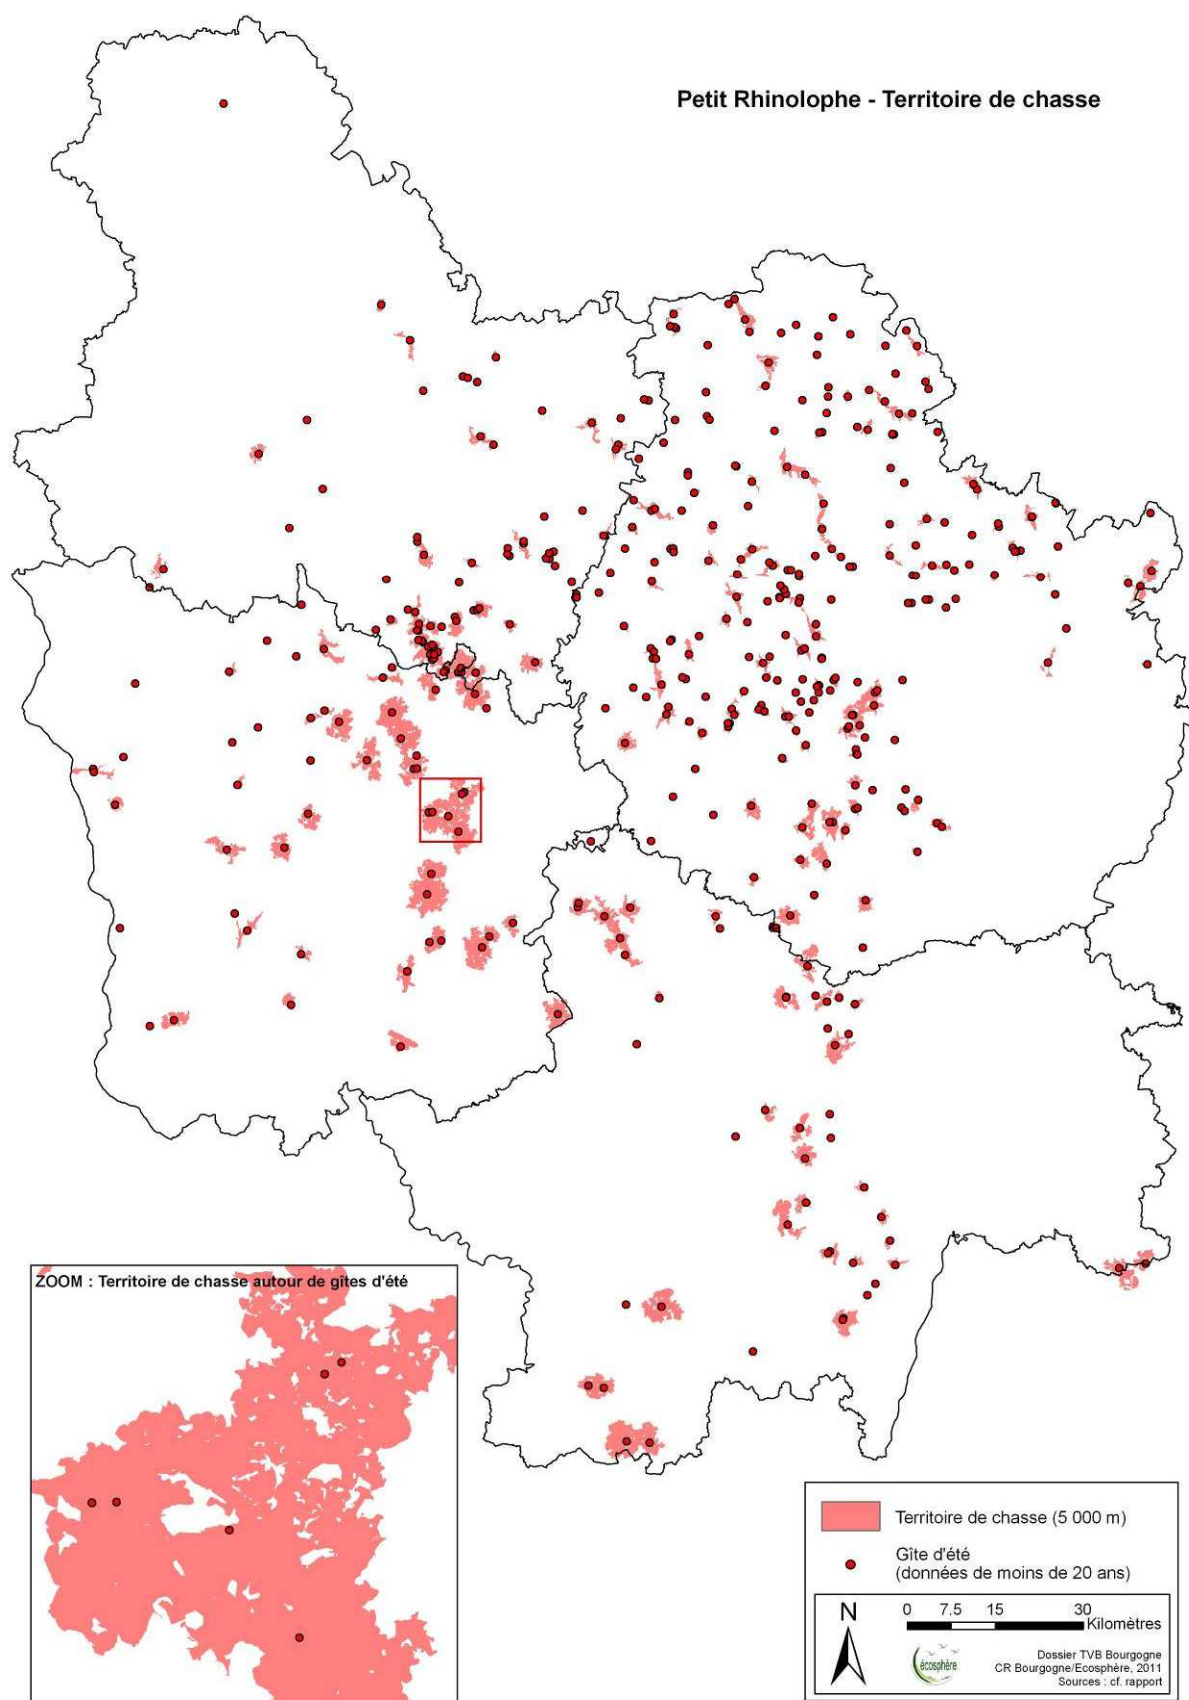 Petit Rhinolophe - Territoire de chasse
ZOOM : Territoire de chasse autour de gîtes d'été
Territoire de chasse (5 000 m)
Gîte d'été
(données de moins de 20 ans)
N
0 7.5 15 30
Kilomètres
écosphère
Dossier TVB Bourgogne
CR Bourgogne/Ecosphère, 2011
Sources : cf. rapport